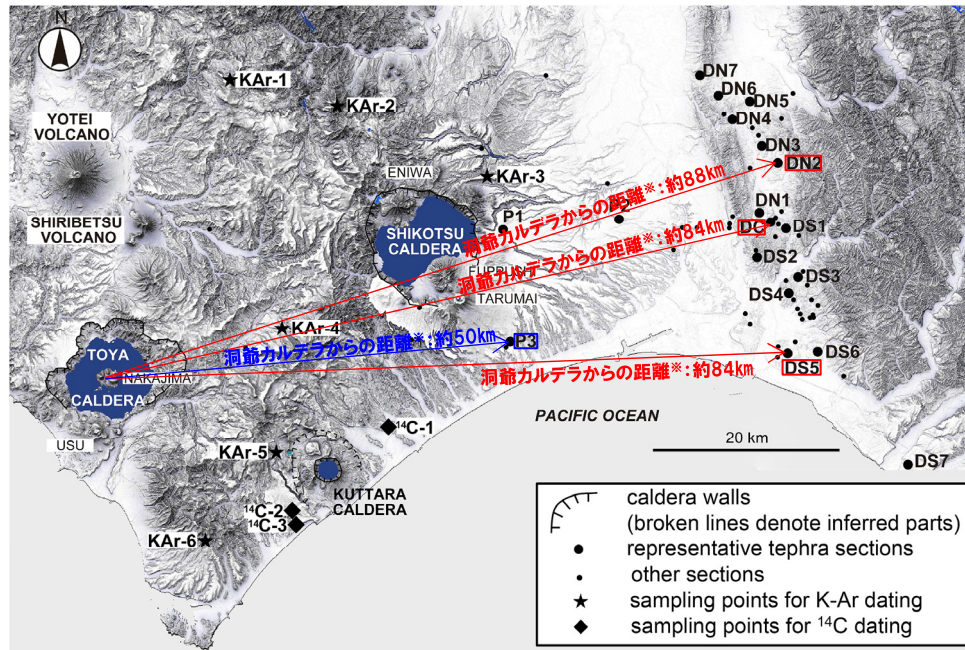 N
KAr-1
KAr-2
DN7
DN6
DN5
DN4
DN3
DN2
YOTEI
VOLCANO
ENIWA
KAr-3
洞爺カルデラからの距離※:約88km
SHIRIBETSU
VOLCANO
SHIKOTSU
CALDERA
P1
DN1
DC
DS1
洞爺カルデラからの距離※:約84km
DS2
TARUMAI
DS3
DS4
KAr-4
洞爺カルデラからの距離※:約50km
P3
TOYA
CALDERA
NAKAJIMA
洞爺カルデラからの距離※:約84km
DS6
DS5
USU
14C-1
PACIFIC OCEAN
20 km
KAr-5
KUTTARA
CALDERA
DS7
14C-2
14C-3
KAr-6
caldera walls
(broken lines denote inferred parts)
representative tephra sections
other sections
sampling points for K-Ar dating
sampling points for 14C dating